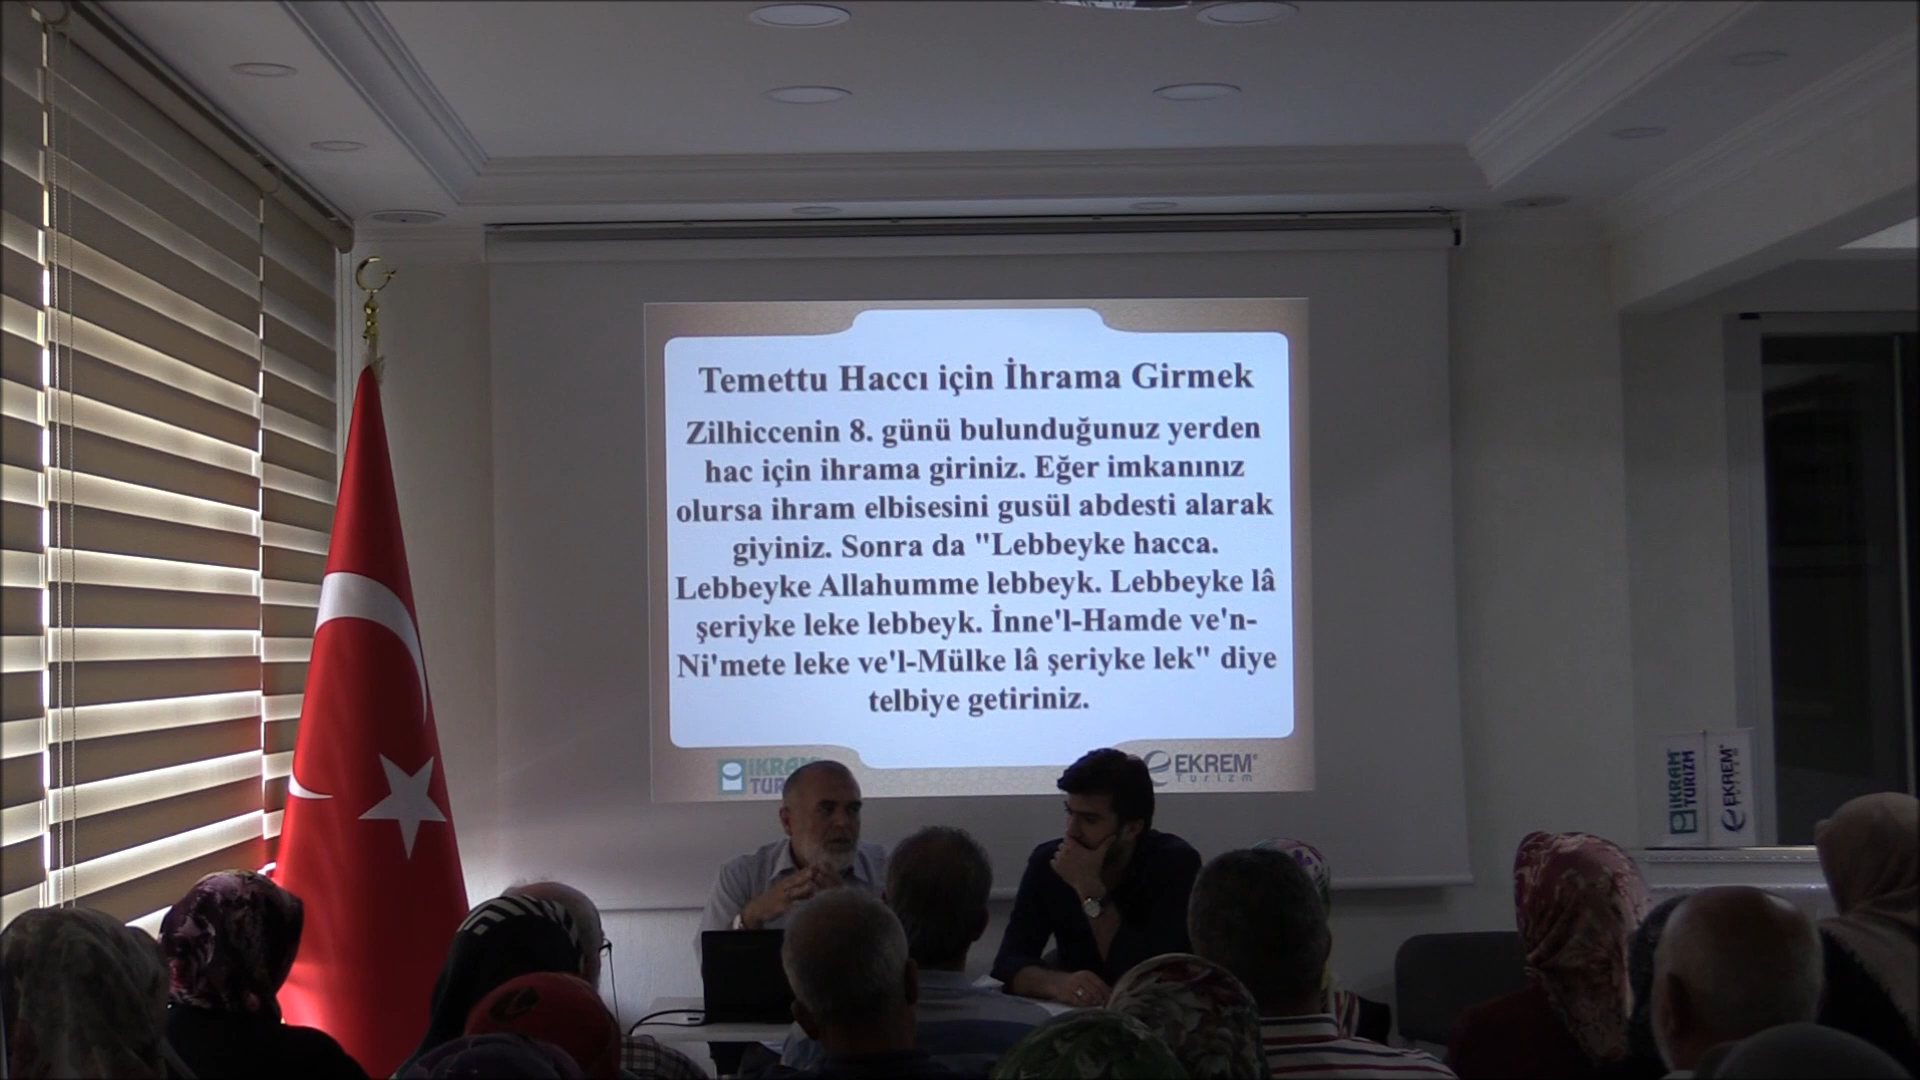 Temettu Haccı için İhrama Girmek
Zilhiccenin 8. günü bulunduğunuz yerden
hac için ihrama giriniz. Eğer imkanınız
olursa ihram elbisesini gusül abdesti alarak
giyiniz. Sonra da "Lebbeyke hacca.
Lebbeyke Allahumme lebbeyk. Lebbeyke lâ
şeriyke leke lebbeyk. İnne'l-Hamde ve'n-
Ni'mete leke ve'l-Mülke lâ şeriyke lek" diye
telbiye getiriniz.
İKRAM
EKREM
Turizm
İKRAM
TURİZM
EKREM